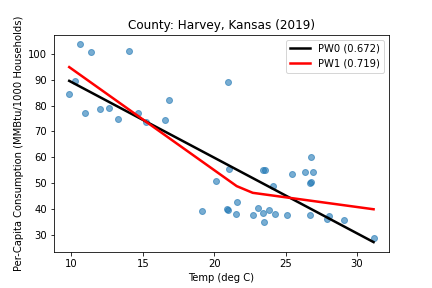 County: Harvey, Kansas (2019)
PW0 (0.672)
PW1 (0.719)
Per-Capita Consumption (MMBtu/1000 Households)
100
90
80
70
60
50
40
30
10 15 20 25 30
Temp (deg C)